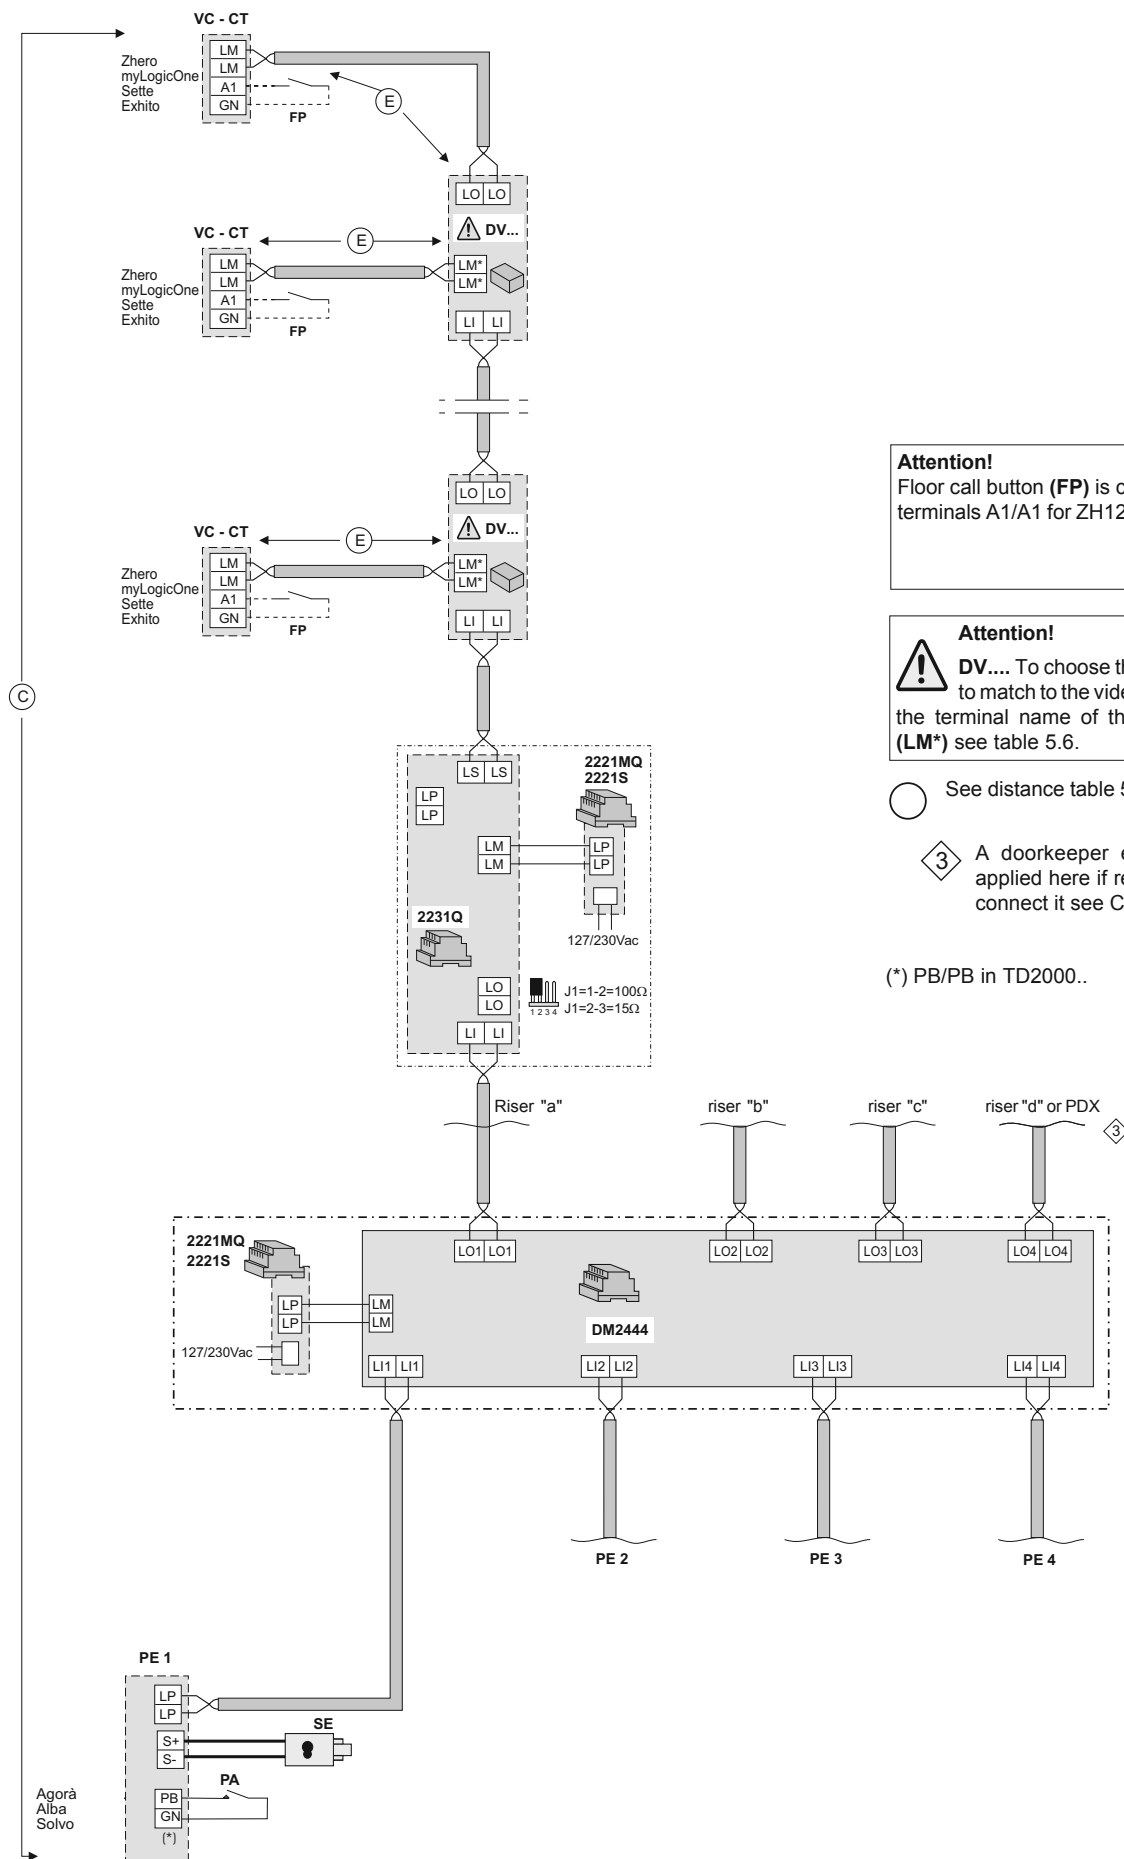 VC - CT
Zhero
myLogicOne
Sette
Exhito
LM
LM
A1
GN
FP
E
LO LO
DV...
VC - CT
Zhero
myLogicOne
Sette
Exhito
LM
LM
A1
GN
FP
E
LM*
LM*
LI LI
LO LO
DV...
VC - CT
Zhero
myLogicOne
Sette
Exhito
LM
LM
A1
GN
FP
E
LM*
LM*
LI LI
C
Attention!
Floor call button (FP) is c
terminals A1/A1 for ZH12
Attention!
DV.... To choose th
to match to the vide
the terminal name of th
(LM*) see table 5.6.
See distance table 5
3
A doorkeeper e
applied here if re
connect it see C
(*) PB/PB in TD2000..
LS LS
LP
LP
LM
LM
2221MQ
2221S
LP
LP
127/230Vac
2231Q
LO
LO
LI LI
1 2 3 4
J1=1-2=100Ω
J1=2-3=15Ω
Riser "a"
riser "b"
riser "c"
riser "d" or PDX
3
2221MQ
2221S
LP
LP
127/230Vac
LM
LM
LO1 LO1
LO2 LO2
LO3 LO3
LO4 LO4
DM2444
LI1 LI1
LI2 LI2
LI3 LI3
LI4 LI4
PE 2
PE 3
PE 4
PE 1
LP
LP
S+
S-
SE
PA
PB
GN
(*)
Agorà
Alba
Solvo